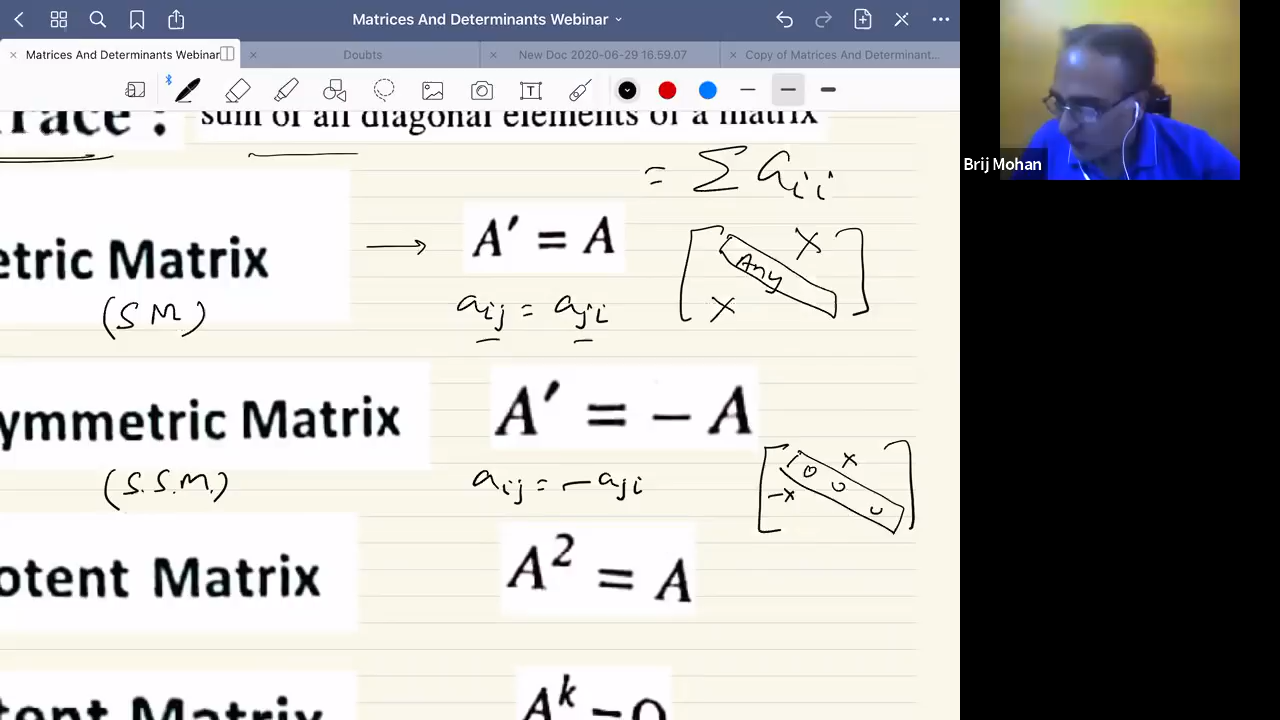 Matrices And Determinants Webinar
Matrices And Determinants Webinar
Doubts
New Doc 2020-06-29 16.59.07
Copy of Matrices And Determinant...
T
race : sum of all diagonal elements of a matrix
= Σ aii
etric Matrix → A′ = A
(S M)
aij = aji
Any
X
X
ymmetric Matrix A′ = − A
(S.S.M.)
aij = −aji
x
0 0 0
−x
otent Matrix A² = A
tent Matrix Aᵏ = 0
Brij Mohan